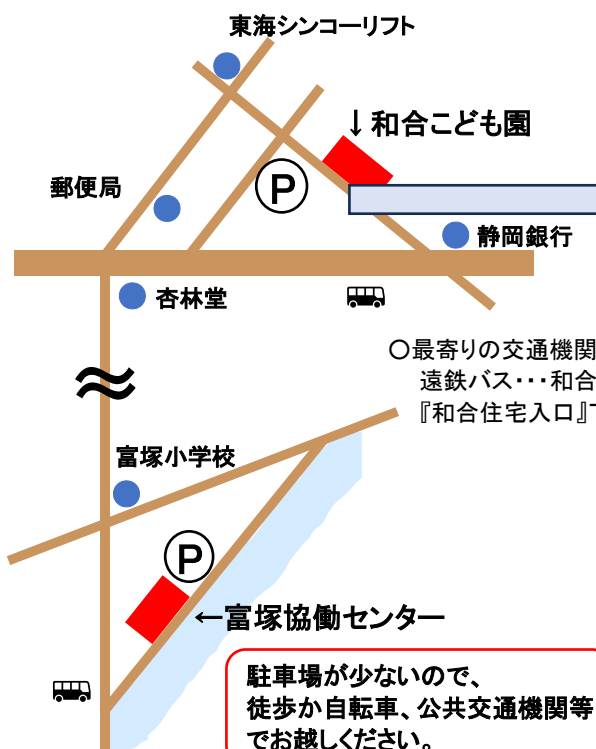 東海シンコーリフト
↓和合こども園
P
郵便局
静岡銀行
杏林堂
○最寄りの交通機関
遠鉄バス・・・和合
『和合住宅入口』
富塚小学校
P
←富塚協働センター
駐車場が少ないので、
徒歩か自転車、公共交通機関等
でお越しください。